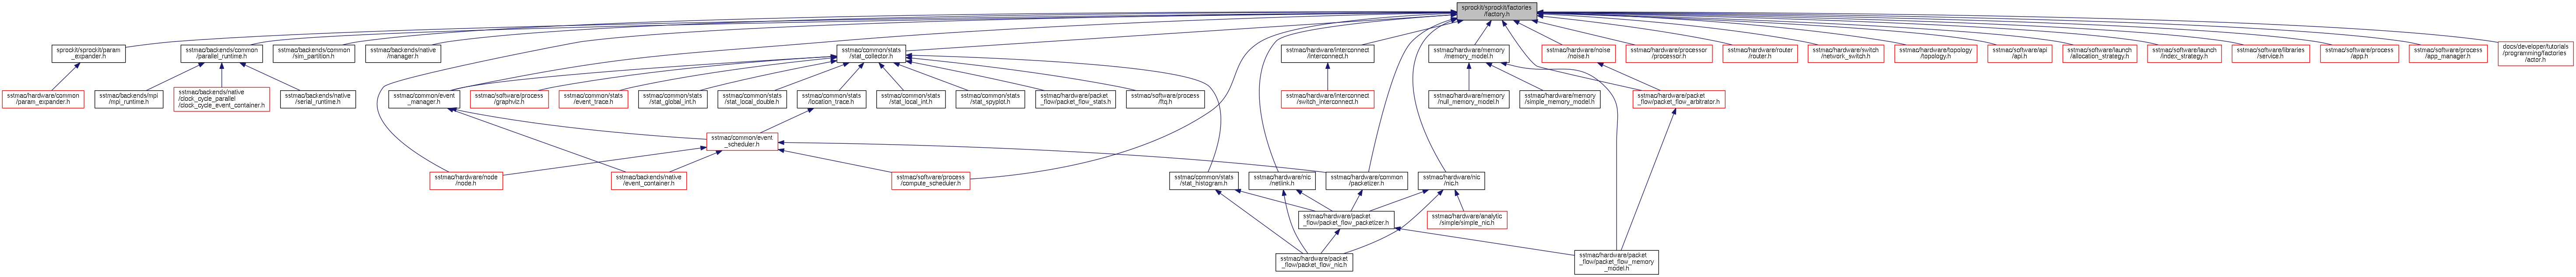 sprockit/sprockit/factories
/factory.h
sprockit/sprockit/param
_expander.h
sstmac/backends/common
/parallel_runtime.h
sstmac/backends/common
/sim_partition.h
sstmac/backends/native
/manager.h
sstmac/common/stats
/stat_collector.h
sstmac/hardware/interconnect
/interconnect.h
sstmac/hardware/memory
/memory_model.h
sstmac/hardware/noise
/noise.h
sstmac/hardware/processor
/processor.h
sstmac/hardware/router
/router.h
sstmac/hardware/switch
/network_switch.h
sstmac/hardware/topology
/topology.h
sstmac/software/api
/api.h
sstmac/software/launch
/allocation_strategy.h
sstmac/software/launch
/index_strategy.h
sstmac/software/libraries
/service.h
sstmac/software/process
/app.h
sstmac/software/process
/app_manager.h
docs/developer/tutorials
/programming/factories
/actor.h
sstmac/hardware/common
/param_expander.h
sstmac/backends/mpi
/mpi_runtime.h
sstmac/backends/native
/clock_cycle_parallel
/clock_cycle_event_container.h
sstmac/backends/native
/serial_runtime.h
sstmac/common/event
_manager.h
sstmac/software/process
/graphviz.h
sstmac/common/stats
/event_trace.h
sstmac/common/stats
/stat_global_int.h
sstmac/common/stats
/stat_local_double.h
sstmac/common/stats
/location_trace.h
sstmac/common/stats
/stat_local_int.h
sstmac/common/stats
/stat_spyplot.h
sstmac/hardware/packet
_flow/packet_flow_stats.h
sstmac/software/process
/ftq.h
sstmac/hardware/interconnect
/switch_interconnect.h
sstmac/hardware/memory
/null_memory_model.h
sstmac/hardware/memory
/simple_memory_model.h
sstmac/hardware/packet
_flow/packet_flow_arbitrator.h
sstmac/common/event
_scheduler.h
sstmac/hardware/node
/node.h
sstmac/backends/native
/event_container.h
sstmac/software/process
/compute_scheduler.h
sstmac/common/stats
/stat_histogram.h
sstmac/hardware/nic
/netlink.h
sstmac/hardware/common
/packetizer.h
sstmac/hardware/nic
/nic.h
sstmac/hardware/packet
_flow/packet_flow_packetizer.h
sstmac/hardware/analytic
/simple/simple_nic.h
sstmac/hardware/packet
_flow/packet_flow_nic.h
sstmac/hardware/packet
_flow/packet_flow_memory
_model.h